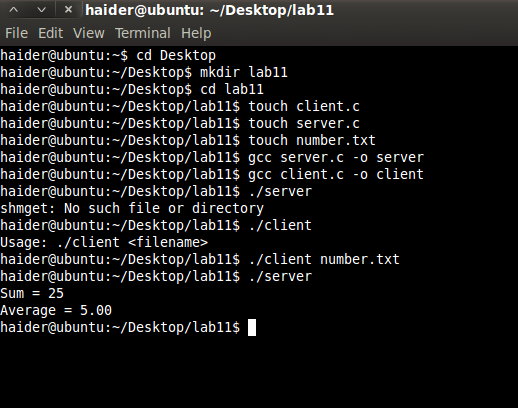 haider@ubuntu: ~/Desktop/lab11
File Edit View Terminal Help
haider@ubuntu:~$ cd Desktop
haider@ubuntu:~/Desktop$ mkdir lab11
haider@ubuntu:~/Desktop$ cd lab11
haider@ubuntu:~/Desktop/lab11$ touch client.c
haider@ubuntu:~/Desktop/lab11$ touch server.c
haider@ubuntu:~/Desktop/lab11$ touch number.txt
haider@ubuntu:~/Desktop/lab11$ gcc server.c -o server
haider@ubuntu:~/Desktop/lab11$ gcc client.c -o client
haider@ubuntu:~/Desktop/lab11$ ./server
shmget: No such file or directory
haider@ubuntu:~/Desktop/lab11$ ./client
Usage: ./client <filename>
haider@ubuntu:~/Desktop/lab11$ ./client number.txt
haider@ubuntu:~/Desktop/lab11$ ./server
Sum = 25
Average = 5.00
haider@ubuntu:~/Desktop/lab11$